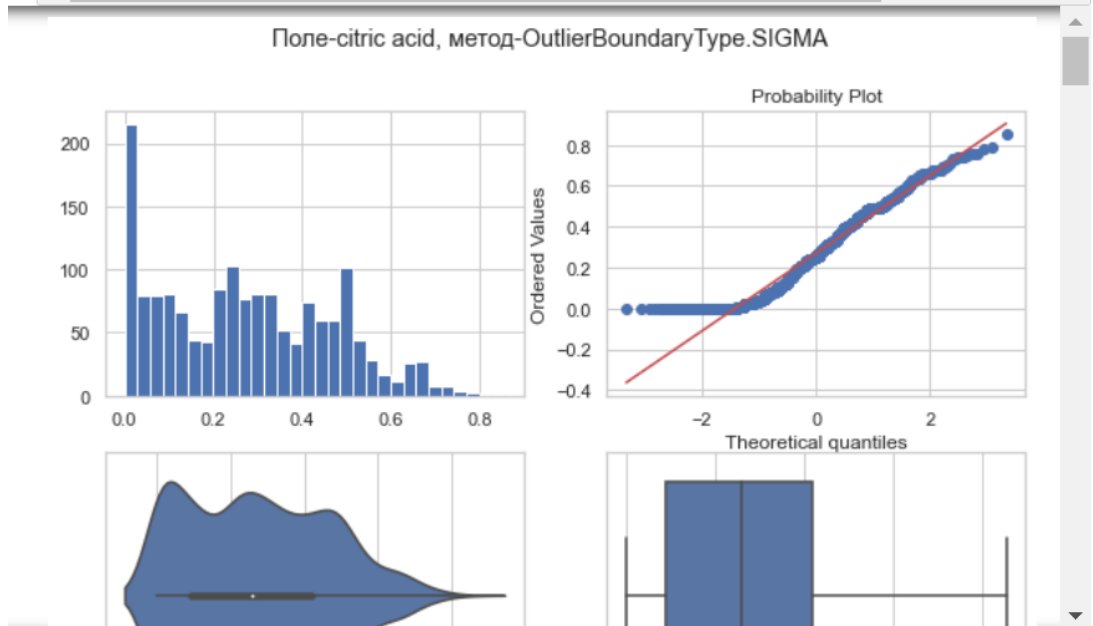 Поле-citric acid, метод-OutlierBoundaryType.SIGMA
200
150
100
50
0
0.0 0.2 0.4 0.6 0.8
Probability Plot
Ordered Values
0.8
0.6
0.4
0.2
0.0
−0.2
−0.4
−2 0 2
Theoretical quantiles